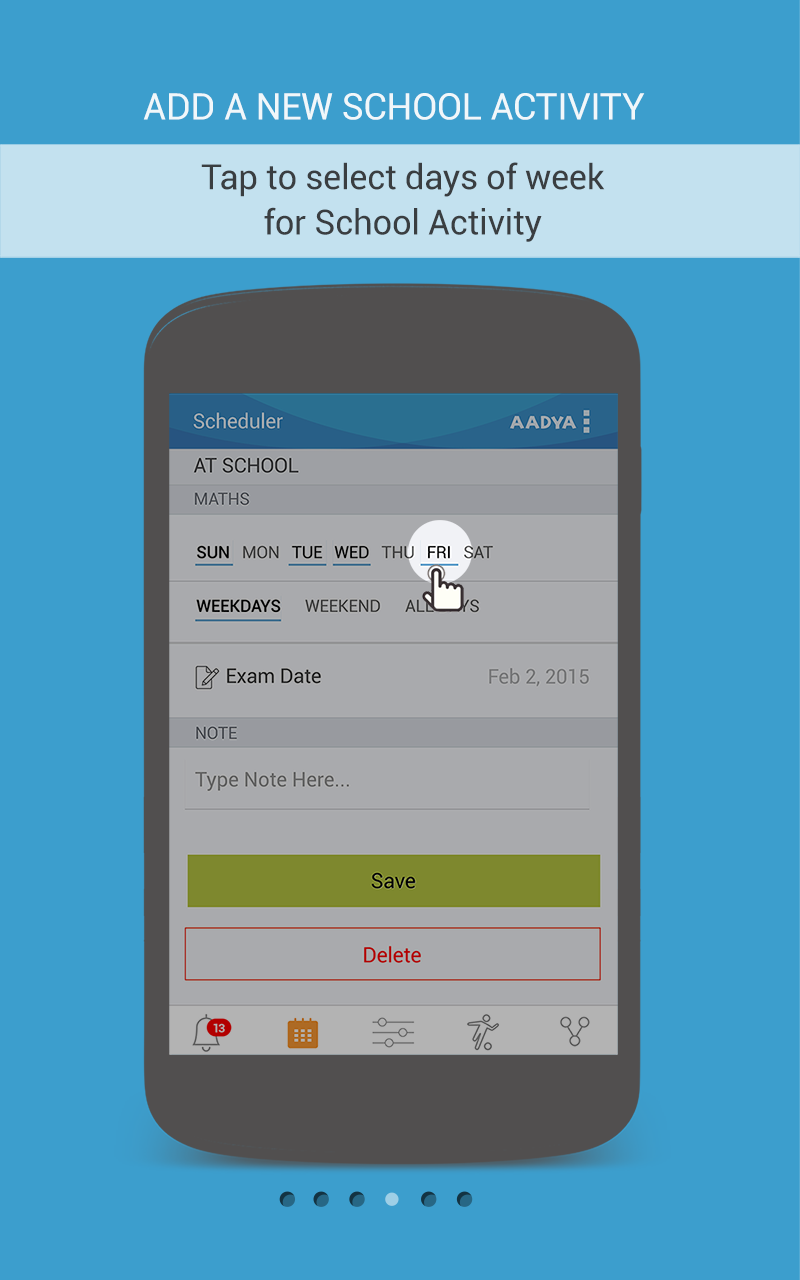 ADD A NEW SCHOOL ACTIVITY
Tap to select days of week
for School Activity
Scheduler AADYA
AT SCHOOL
MATHS
SUN MON TUE WED THU FRI SAT
WEEKDAYS WEEKEND ALL YS
Exam Date Feb 2, 2015
NOTE
Type Note Here...
Save
Delete
13